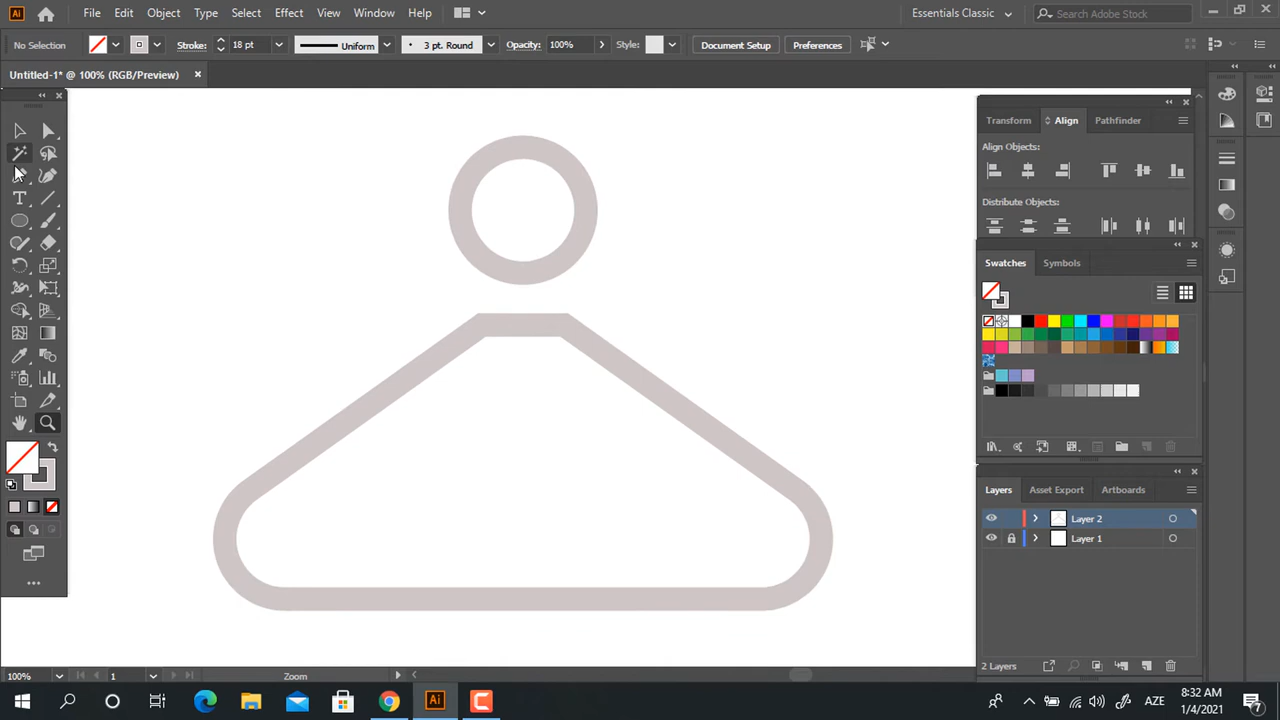 Ai File Edit Object Type Select Effect View Window Help Essentials Classic Search Adobe Stock
No Selection Stroke: 18 pt Uniform 3 pt. Round Opacity: 100% Style: Document Setup Preferences
Untitled-1* @ 100% (RGB/Preview)
Transform Align Pathfinder
Align Objects:
Distribute Objects:
Swatches Symbols
Layers Asset Export Artboards
Layer 2
Layer 1
2 Layers
100% 1 Zoom
Ai AZE 8:32 AM
1/4/2021 7